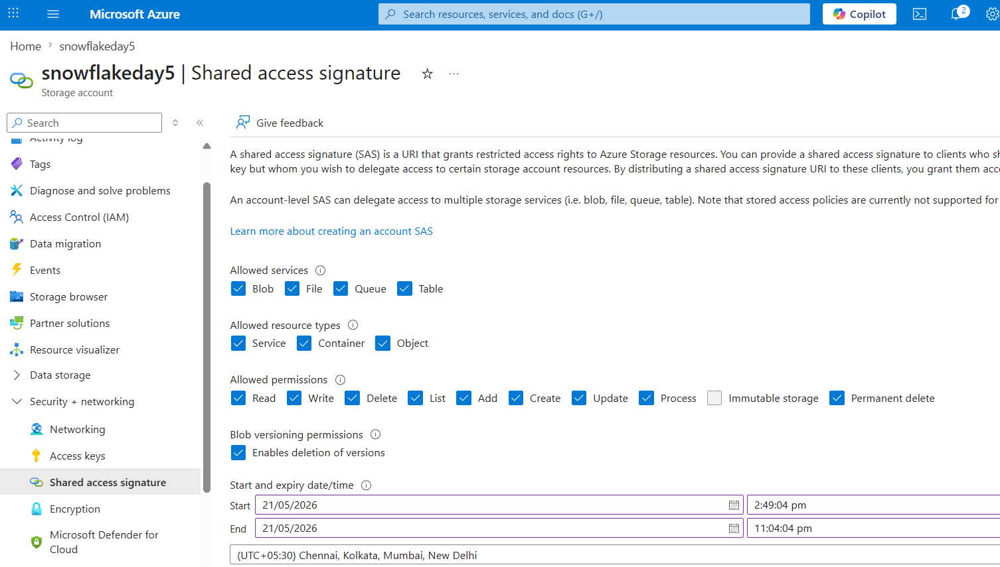 Microsoft Azure
Search resources, services, and docs (G+/)
Copilot
2
Home > snowflakeday5
snowflakeday5 | Shared access signature
Storage account
Search
Activity log
Tags
Diagnose and solve problems
Access Control (IAM)
Data migration
Events
Storage browser
Partner solutions
Resource visualizer
Data storage
Security + networking
Networking
Access keys
Shared access signature
Encryption
Microsoft Defender for
Cloud
Give feedback
A shared access signature (SAS) is a URI that grants restricted access rights to Azure Storage resources. You can provide a shared access signature to clients who
key but whom you wish to delegate access to certain storage account resources. By distributing a shared access signature URI to these clients, you grant them
An account-level SAS can delegate access to multiple storage services (i.e. blob, file, queue, table). Note that stored access policies are currently not supported for
Learn more about creating an account SAS
Allowed services
Blob File Queue Table
Allowed resource types
Service Container Object
Allowed permissions
Read Write Delete List Add Create Update Process Immutable storage Permanent delete
Blob versioning permissions
Enables deletion of versions
Start and expiry date/time
Start 21/05/2026 2:49:04 pm
End 21/05/2026 11:04:04 pm
(UTC+05:30) Chennai, Kolkata, Mumbai, New Delhi